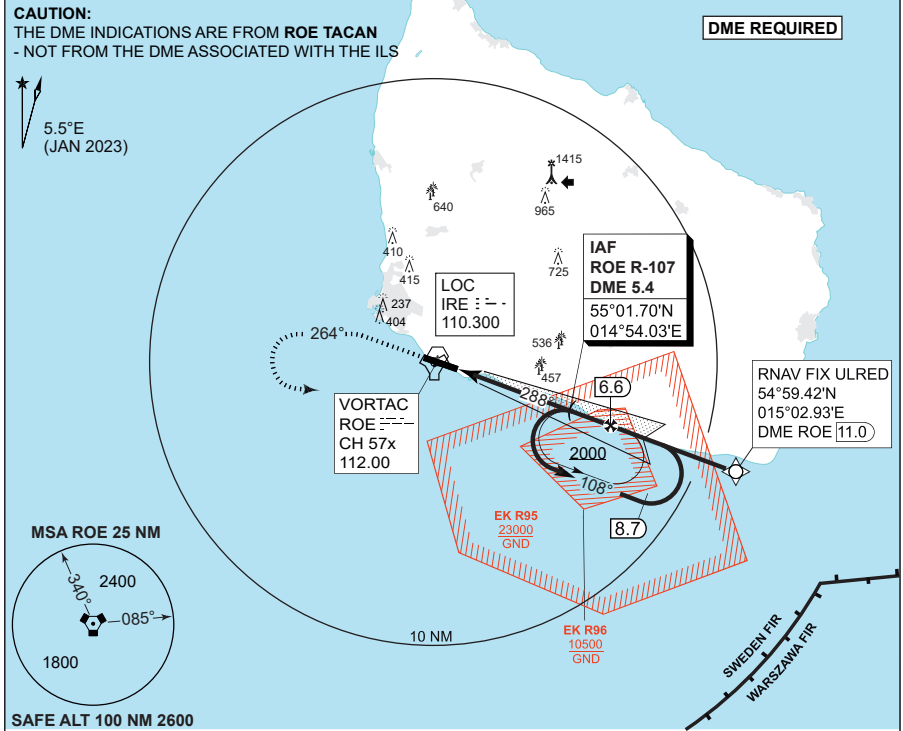 CAUTION:
THE DME INDICATIONS ARE FROM ROE TACAN
- NOT FROM THE DME ASSOCIATED WITH THE ILS
DME REQUIRED
5.5°E
(JAN 2023)
1415
965
640
410
415
725
237
404
536
457
LOC
IRE
110.300
IAF
ROE R-107
DME 5.4
55°01.70'N
014°54.03'E
264°
288°
6.6
RNAV FIX ULRED
54°59.42'N
015°02.93'E
DME ROE 11.0
VORTAC
ROE
CH 57x
112.00
2000
108°
8.7
EK R95
23000
GND
EK R96
10500
GND
10 NM
MSA ROE 25 NM
340°
2400
085°
1800
SAFE ALT 100 NM 2600
SWEDEN FIR
WARSZAWA FIR